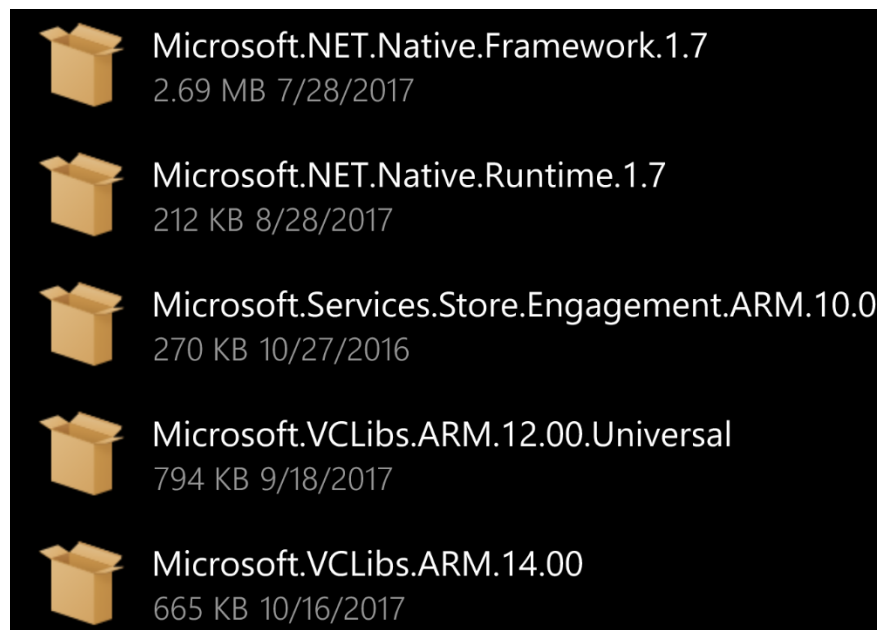 Microsoft.NET.Native.Framework.1.7
2.69 MB 7/28/2017
Microsoft.NET.Native.Runtime.1.7
212 KB 8/28/2017
Microsoft.Services.Store.Engagement.ARM.10.0
270 KB 10/27/2016
Microsoft.VCLibs.ARM.12.00.Universal
794 KB 9/18/2017
Microsoft.VCLibs.ARM.14.00
665 KB 10/16/2017